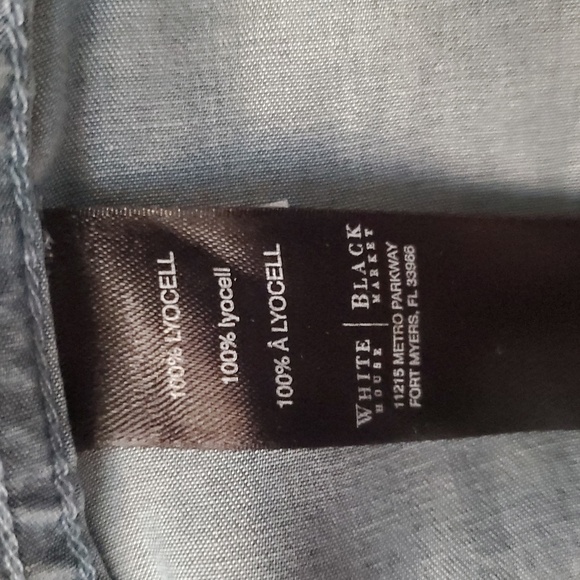 100% LYOCELL
100% lyocell
100% Á LYOCELL
WHITE | BLACK
HOUSE | MARKET
11215 METRO PARKWAY
FORT MYERS, FL 33966